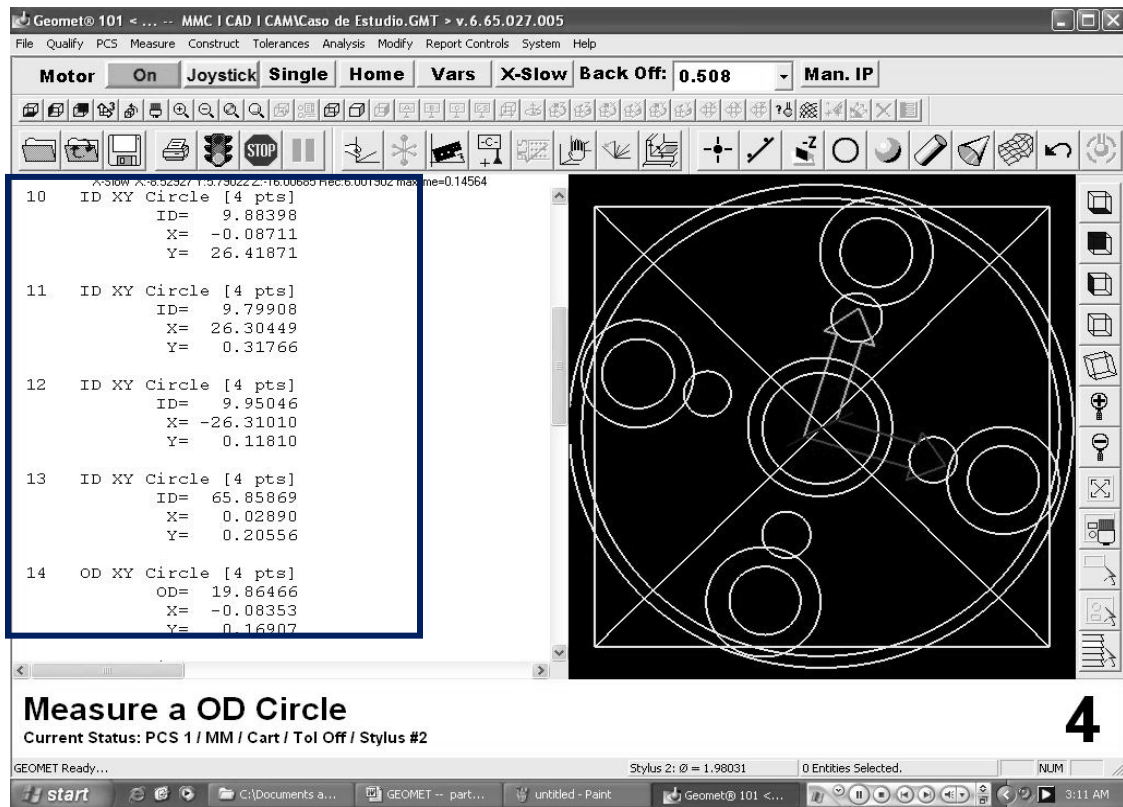 Geomet® 101 < ... -- MMC I CAD I CAM\Caso de Estudio.GMT > v.6.65.027.005
File Qualify PCS Measure Construct Tolerances Analysis Modify Report Controls System Help
Motor On Joystick Single Home Vars X-Slow Back Off: 0.508 Man. IP
STOP
10 ID XY Circle [4 pts]
ID= 9.88398
X= -0.08711
Y= 26.41871
11 ID XY Circle [4 pts]
ID= 9.79908
X= 26.30449
Y= 0.31766
12 ID XY Circle [4 pts]
ID= 9.95046
X= -26.31010
Y= 0.11810
13 ID XY Circle [4 pts]
ID= 65.85869
X= 0.02890
Y= 0.20556
14 OD XY Circle [4 pts]
OD= 19.86466
X= -0.08353
Y= 0.16907
Measure a OD Circle
4
Current Status: PCS 1 / MM / Cart / Tol Off / Stylus #2
GEOMET Ready... Stylus 2: Ø = 1.98031 0 Entities Selected. NUM
start C:\Documents a... GEOMET -- part... untitled - Paint Geomet® 101 <... 3:11 AM